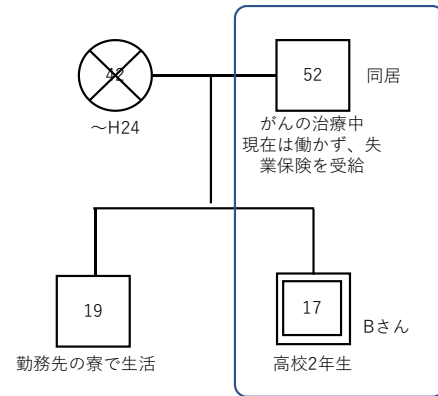 42
～H24
52
同居
がんの治療中
現在は働かず、失
業保険を受給
19
勤務先の寮で生活
17
Bさん
高校2年生